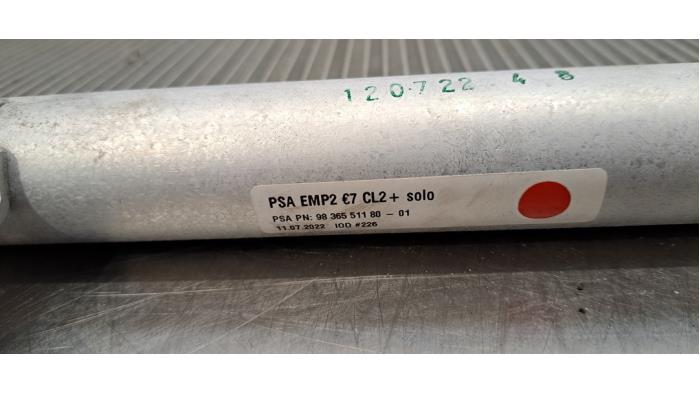 120722 4 8
PSA EMP2 €7 CL2+ solo
PSA PN: 98 365 511 80 - 01
11.07.2022 IOD #226